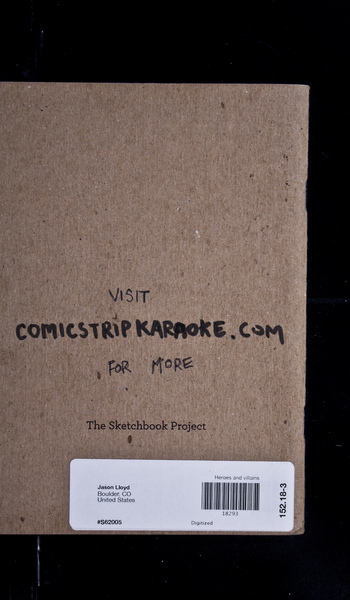 VISIT
COMICSTRIPKARAOKE.COM
FOR MORE
The Sketchbook Project
Heroes and villains
Jason Lloyd
Boulder, CO
United States
18293
#S62005
Digitized
152.18-3